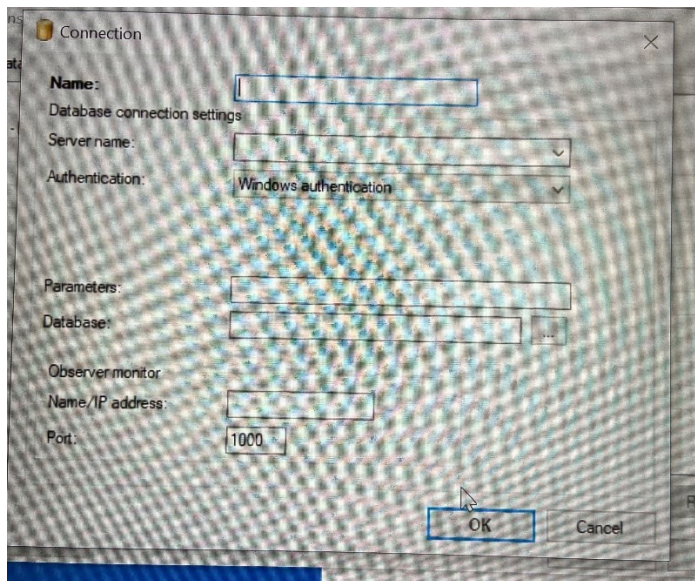 Connection
Name:
Database connection settings
Server name:
Authentication: Windows authentication
Parameters:
Database: ...
Observer monitor
Name/IP address:
Port: 1000
OK Cancel